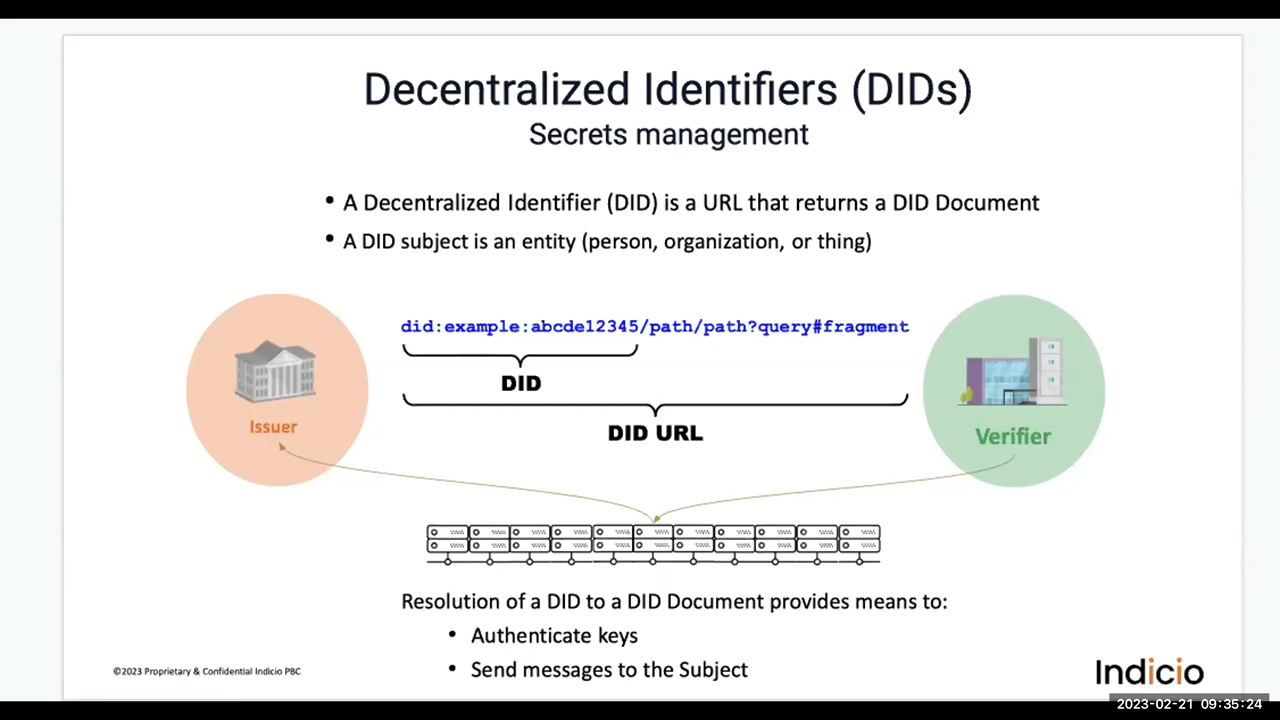 Decentralized Identifiers (DIDs)
Secrets management
• A Decentralized Identifier (DID) is a URL that returns a DID Document
• A DID subject is an entity (person, organization, or thing)
did:example:abcde12345/path/path?query#fragment
DID
DID URL
Issuer
Verifier
Resolution of a DID to a DID Document provides means to:
• Authenticate keys
• Send messages to the Subject
©2023 Proprietary & Confidential Indicio PBC
Indicio
2023-02-21 09:35:24